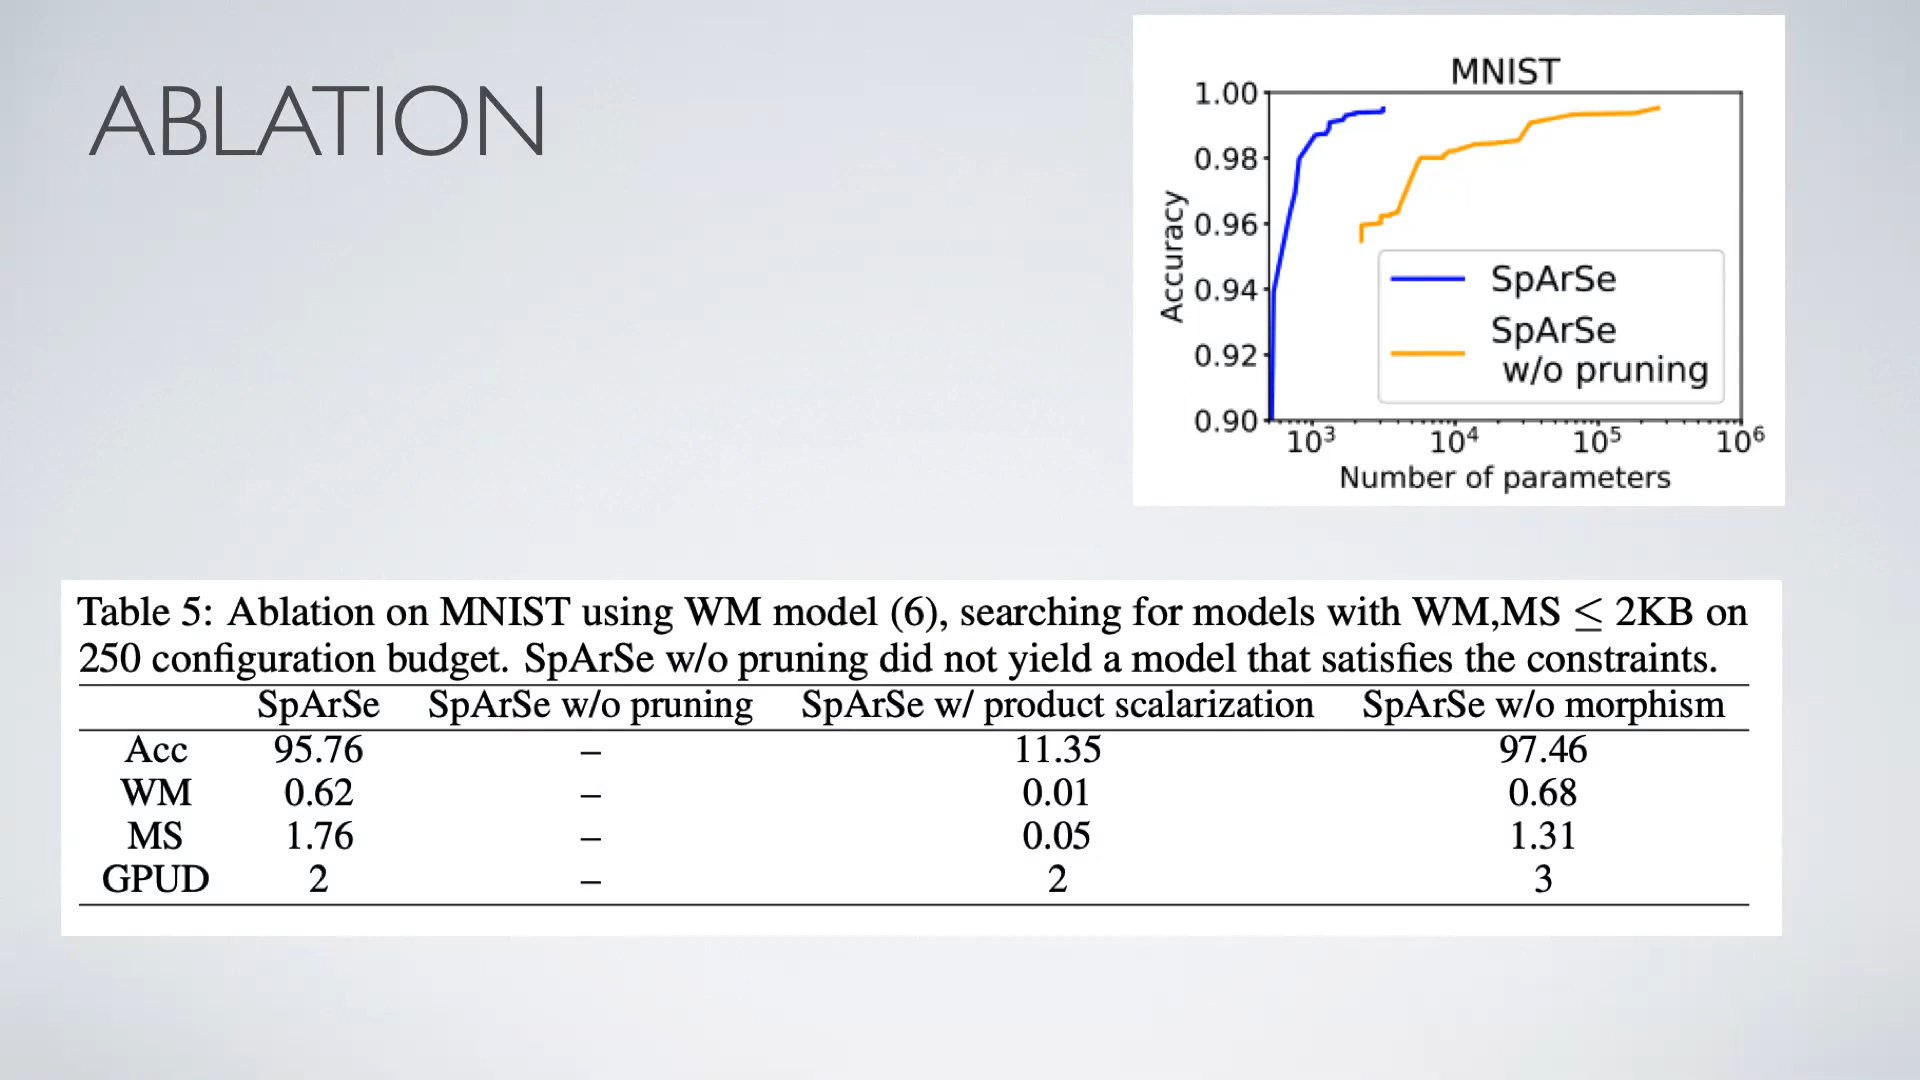 ABLATION
MNIST
1.00
0.98
0.96
0.94
0.92
0.90
Accuracy
SpArSe
SpArSe
w/o pruning
10³ 10⁴ 10⁵ 10⁶
Number of parameters
Table 5: Ablation on MNIST using WM model (6), searching for models with WM,MS ≤ 2KB on
250 configuration budget. SpArSe w/o pruning did not yield a model that satisfies the constraints.
SpArSe SpArSe w/o pruning SpArSe w/ product scalarization SpArSe w/o morphism
Acc 95.76 – 11.35 97.46
WM 0.62 – 0.01 0.68
MS 1.76 – 0.05 1.31
GPUD 2 – 2 3